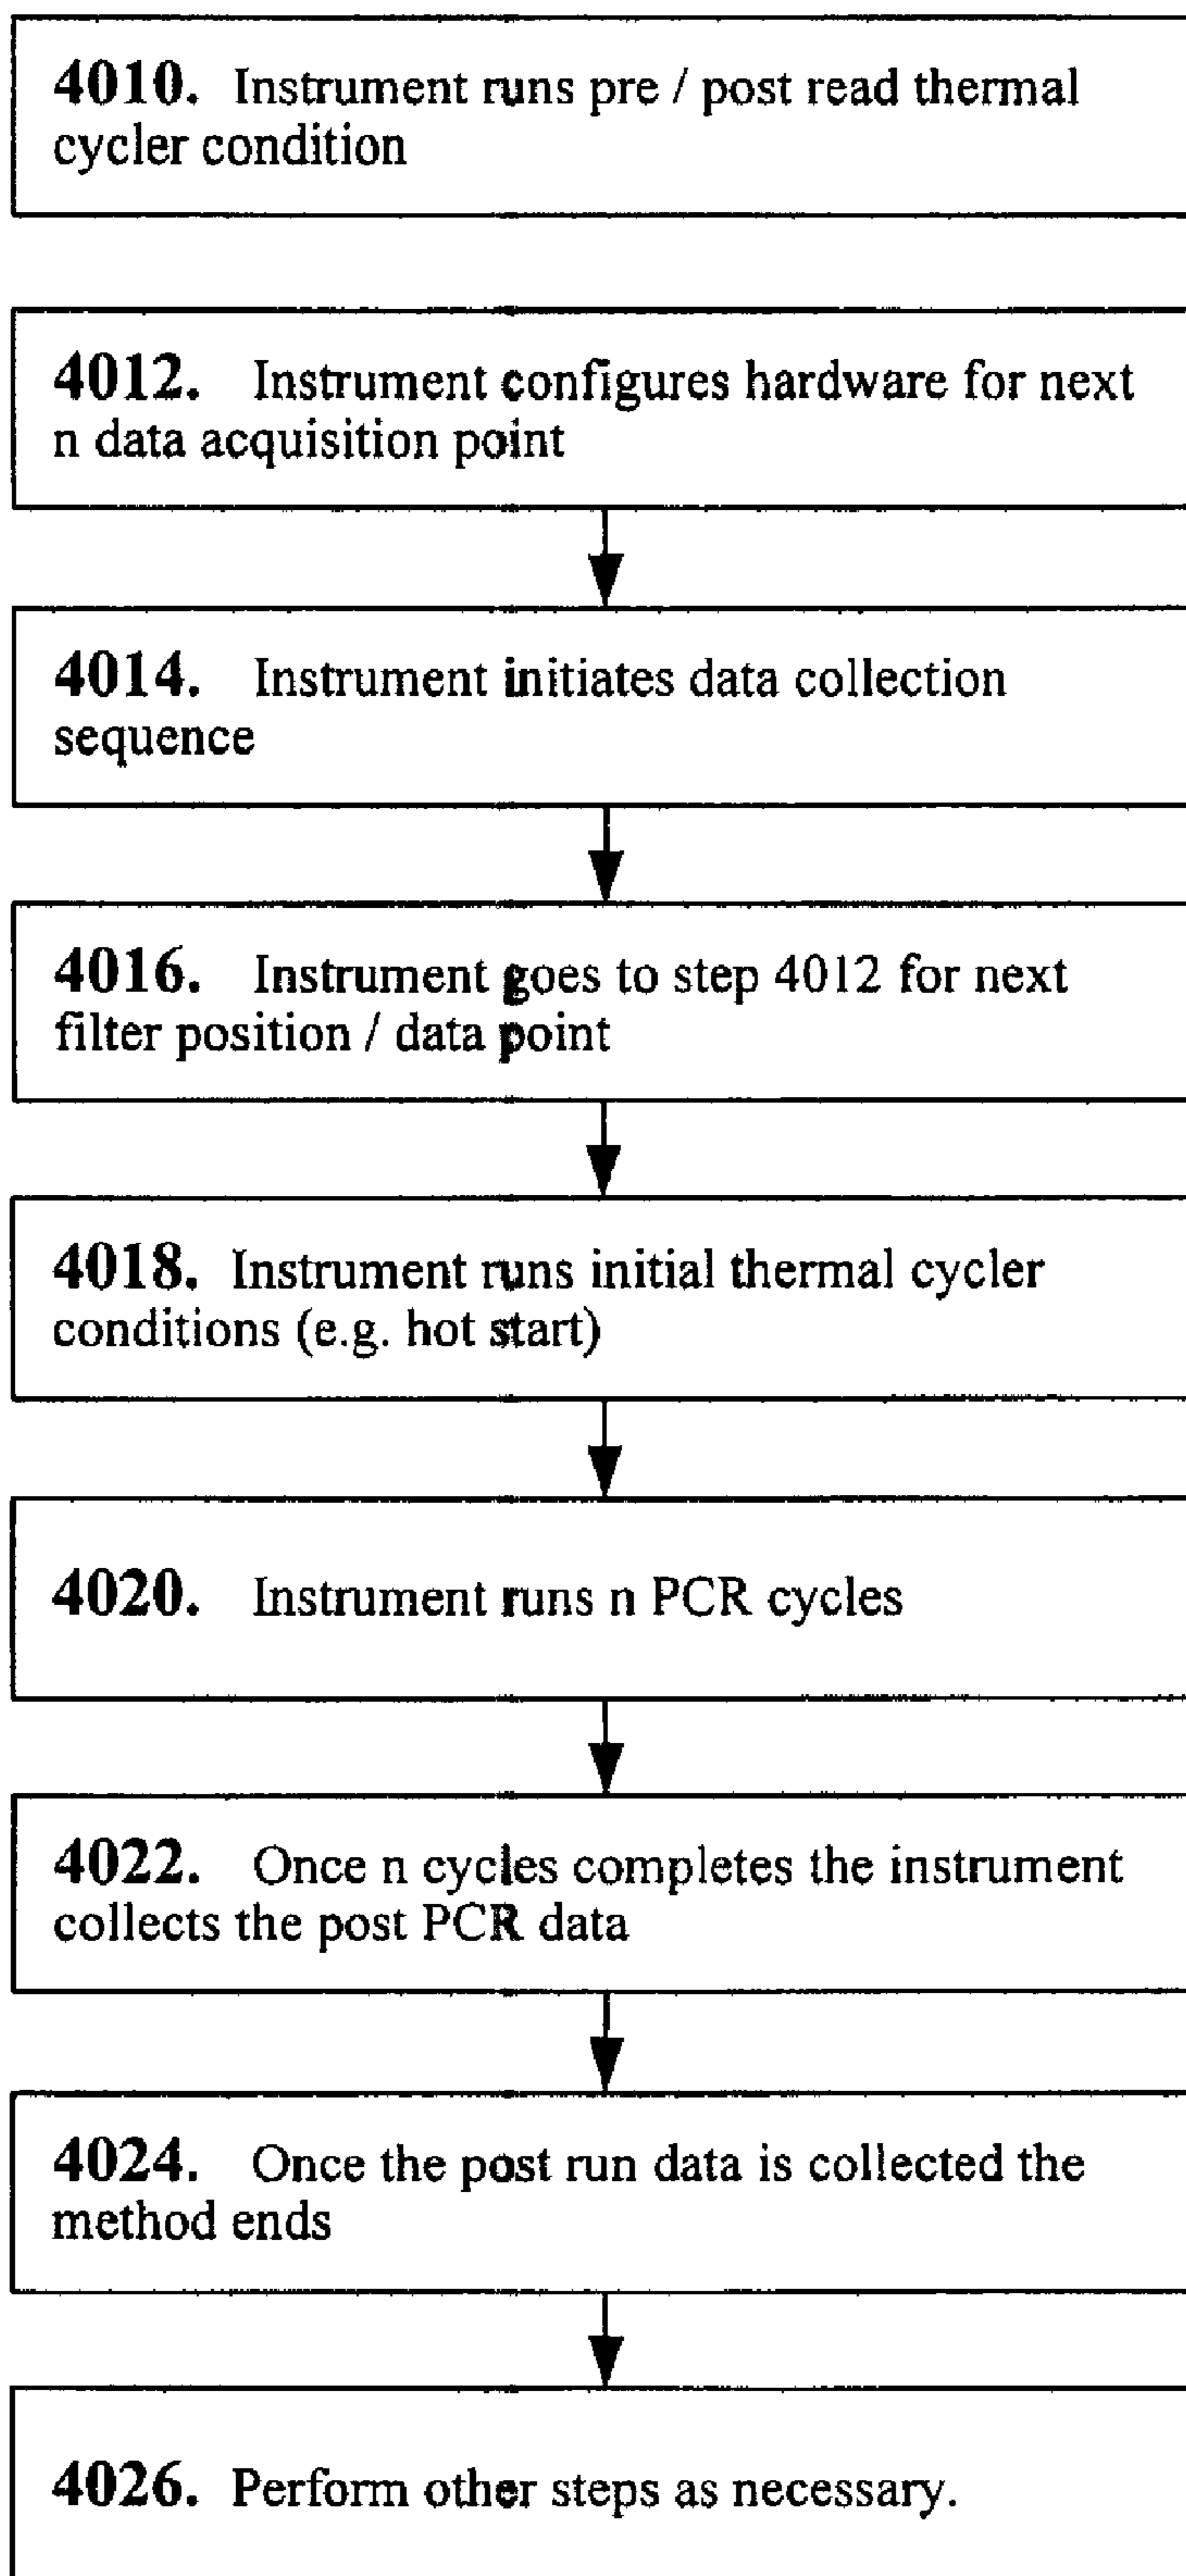 4010. Instrument runs pre / post read thermal
cycler condition
4012. Instrument configures hardware for next
n data acquisition point
4014. Instrument initiates data collection
sequence
4016. Instrument goes to step 4012 for next
filter position / data point
4018. Instrument runs initial thermal cycler
conditions (e.g. hot start)
4020. Instrument runs n PCR cycles
4022. Once n cycles completes the instrument
collects the post PCR data
4024. Once the post run data is collected the
method ends
4026. Perform other steps as necessary.